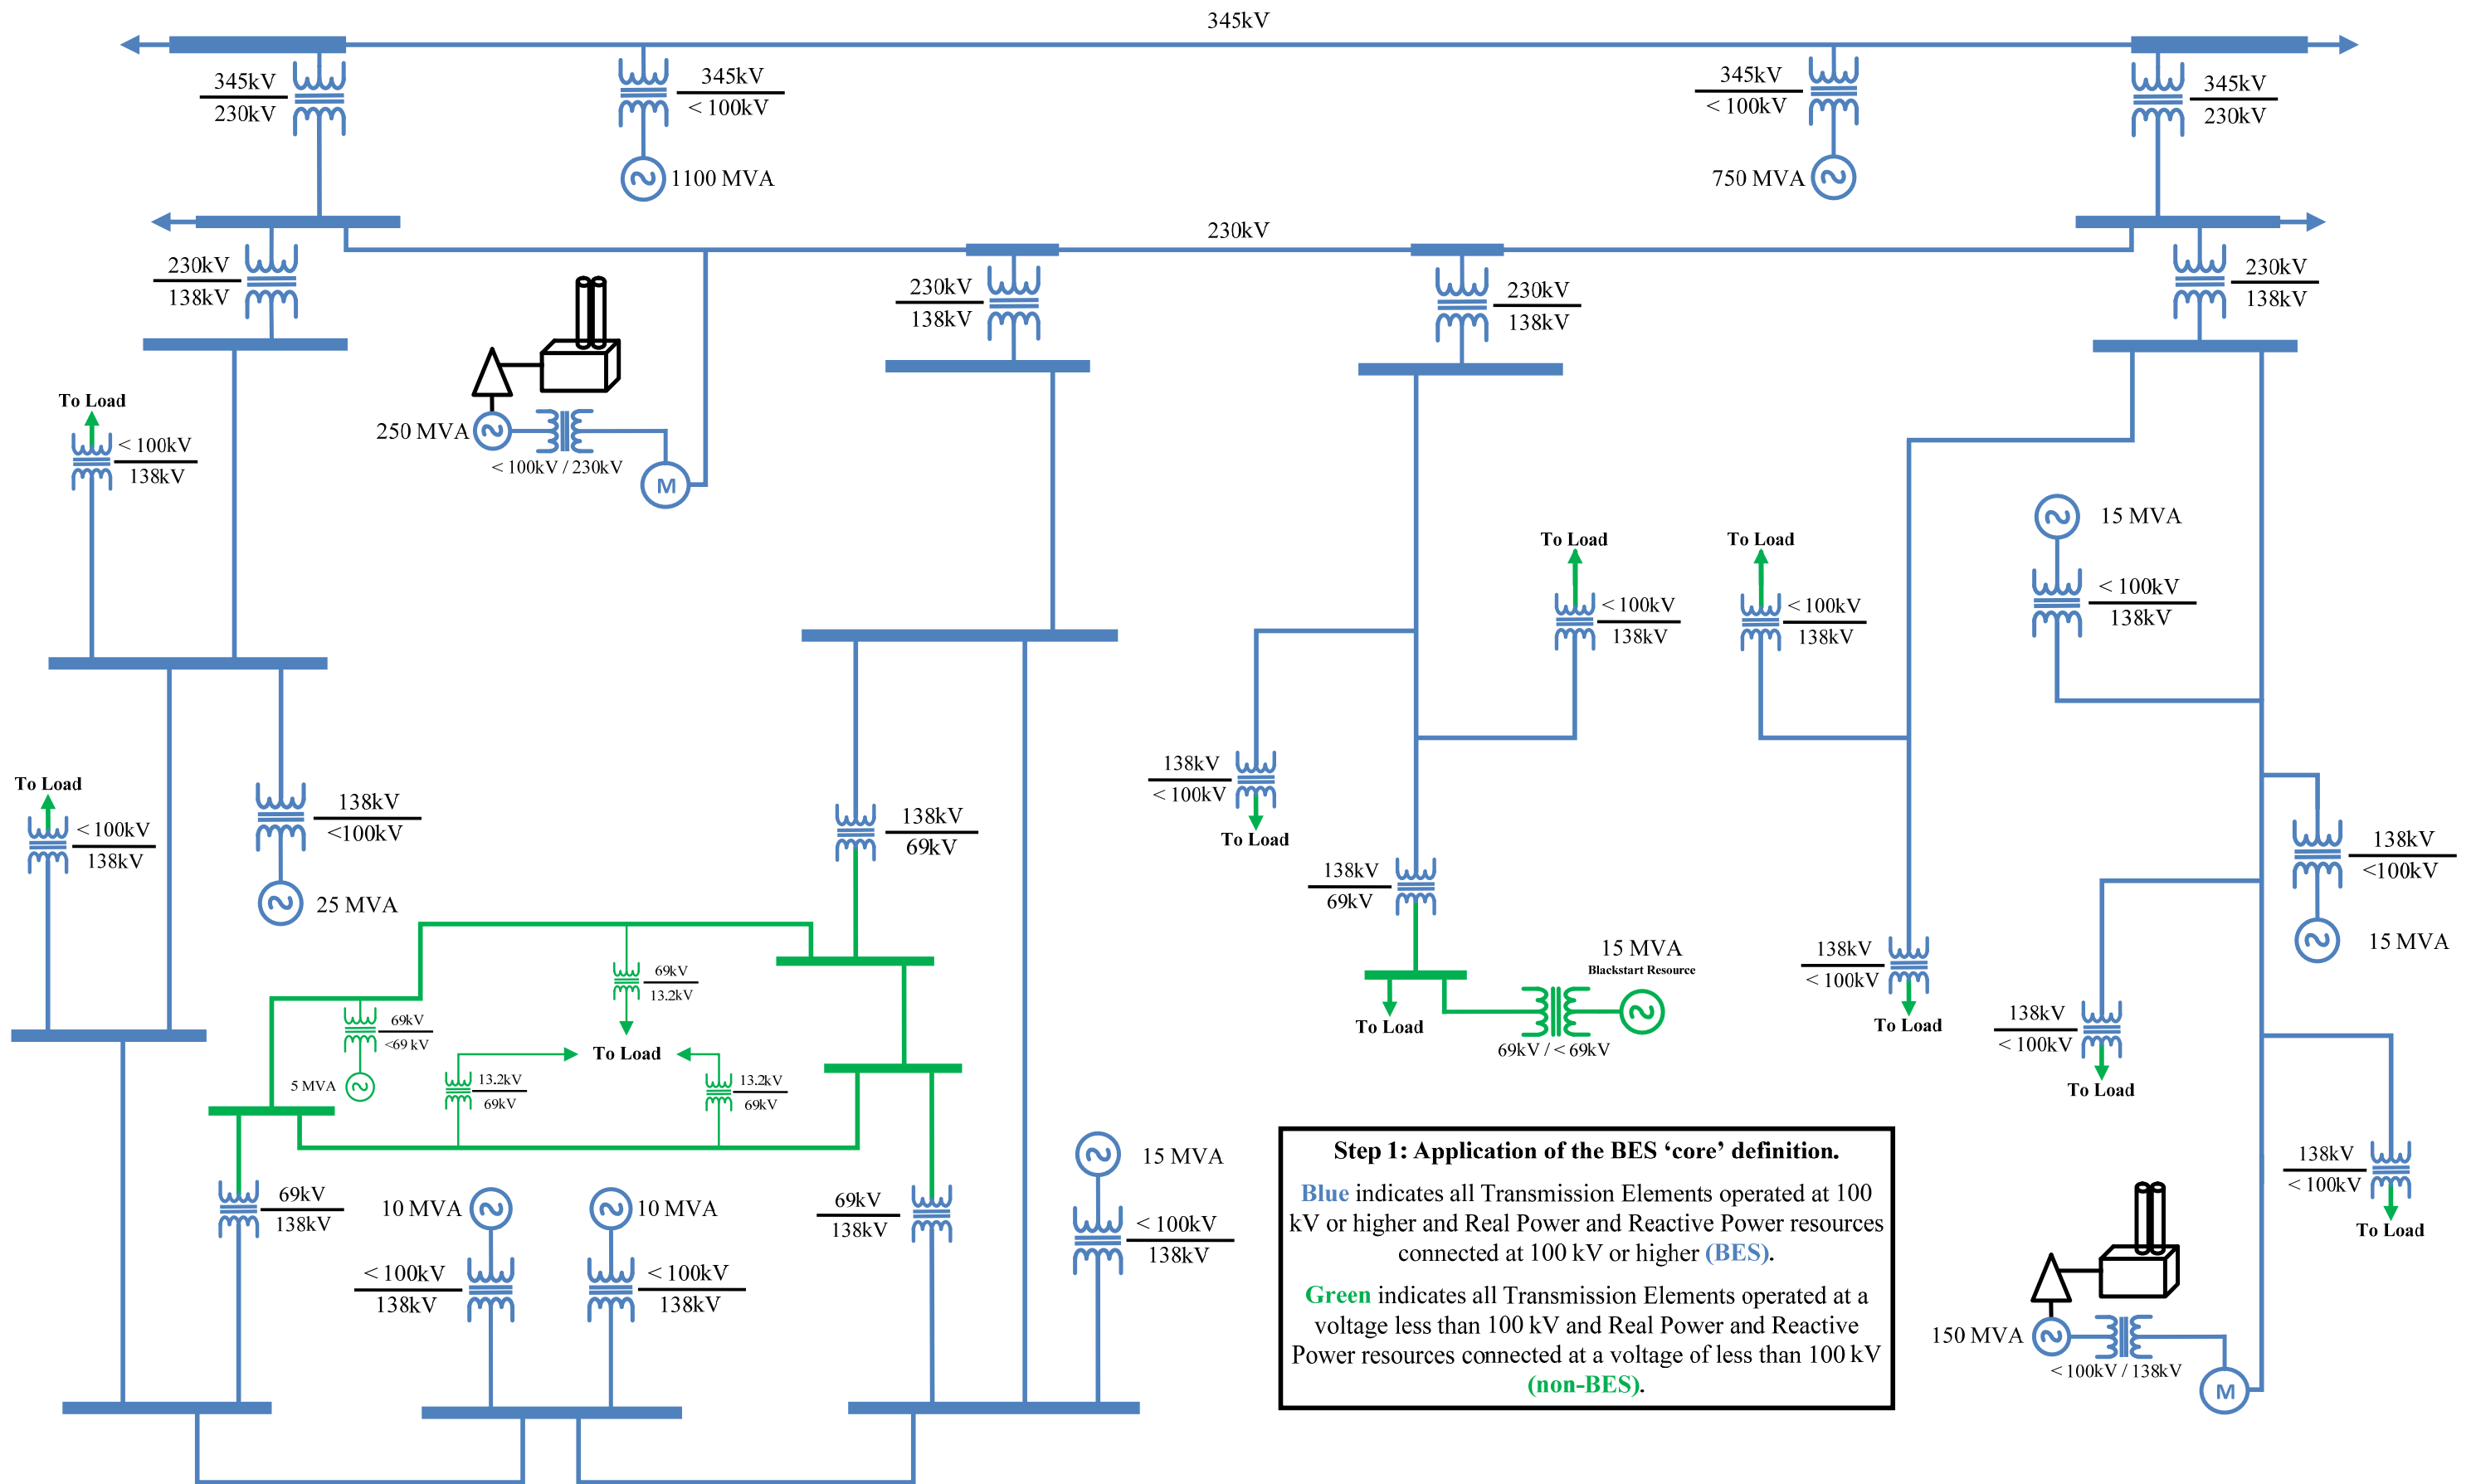 345kV
345kV
230kV
345kV
< 100kV
1100 MVA
345kV
< 100kV
750 MVA
345kV
230kV
230kV
230kV
138kV
230kV
138kV
230kV
138kV
230kV
138kV
250 MVA
< 100kV / 230kV
M
To Load
< 100kV
138kV
To Load
< 100kV
138kV
138kV
<100kV
25 MVA
138kV
69kV
69kV
13.2kV
69kV
<69 kV
5 MVA
To Load
13.2kV
69kV
13.2kV
69kV
69kV
138kV
10 MVA
< 100kV
138kV
10 MVA
< 100kV
138kV
69kV
138kV
15 MVA
< 100kV
138kV
To Load
< 100kV
138kV
138kV
< 100kV
To Load
138kV
69kV
To Load
15 MVA
Blackstart Resource
69kV / < 69kV
To Load
< 100kV
138kV
138kV
< 100kV
To Load
15 MVA
< 100kV
138kV
138kV
<100kV
15 MVA
138kV
< 100kV
To Load
138kV
< 100kV
To Load
150 MVA
< 100kV / 138kV
M
Step 1: Application of the BES ‘core’ definition.
Blue indicates all Transmission Elements operated at 100
kV or higher and Real Power and Reactive Power resources
connected at 100 kV or higher (BES).
Green indicates all Transmission Elements operated at a
voltage less than 100 kV and Real Power and Reactive
Power resources connected at a voltage of less than 100 kV
(non-BES).